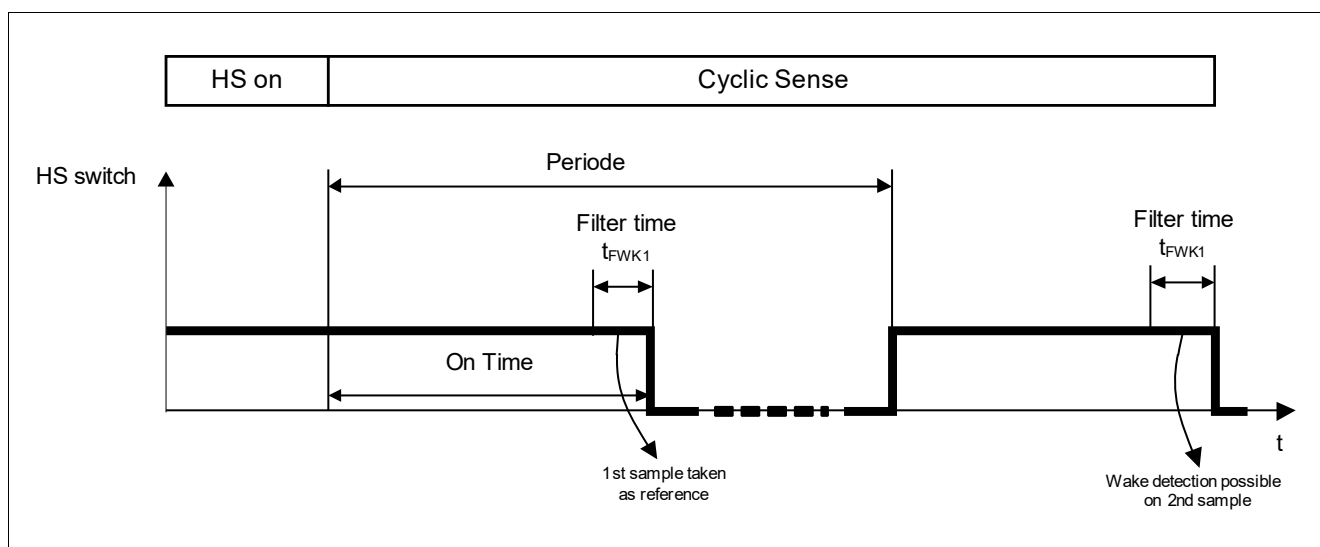 HS on
Cyclic Sense
HS switch
Periode
Filter time
tFWK1
Filter time
tFWK1
On Time
t
1st sample taken
as reference
Wake detection possible
on 2nd sample